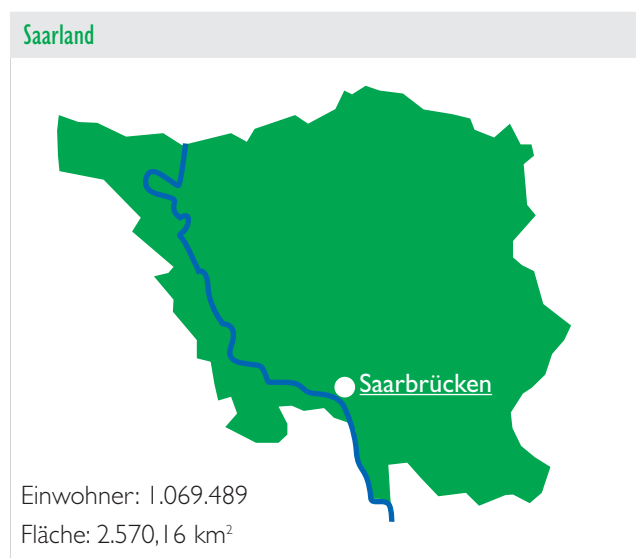 Saarland
Saarbrücken
Einwohner: 1.069.489
Fläche: 2.570,16 km²